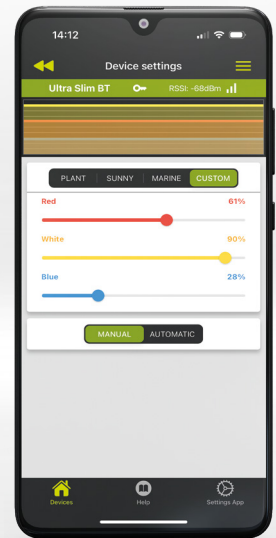 14:12
Device settings
Ultra Slim BT RSSI: -68dBm
PLANT SUNNY MARINE CUSTOM
Red 61%
White 90%
Blue 28%
MANUAL AUTOMATIC
Devices Help Settings App